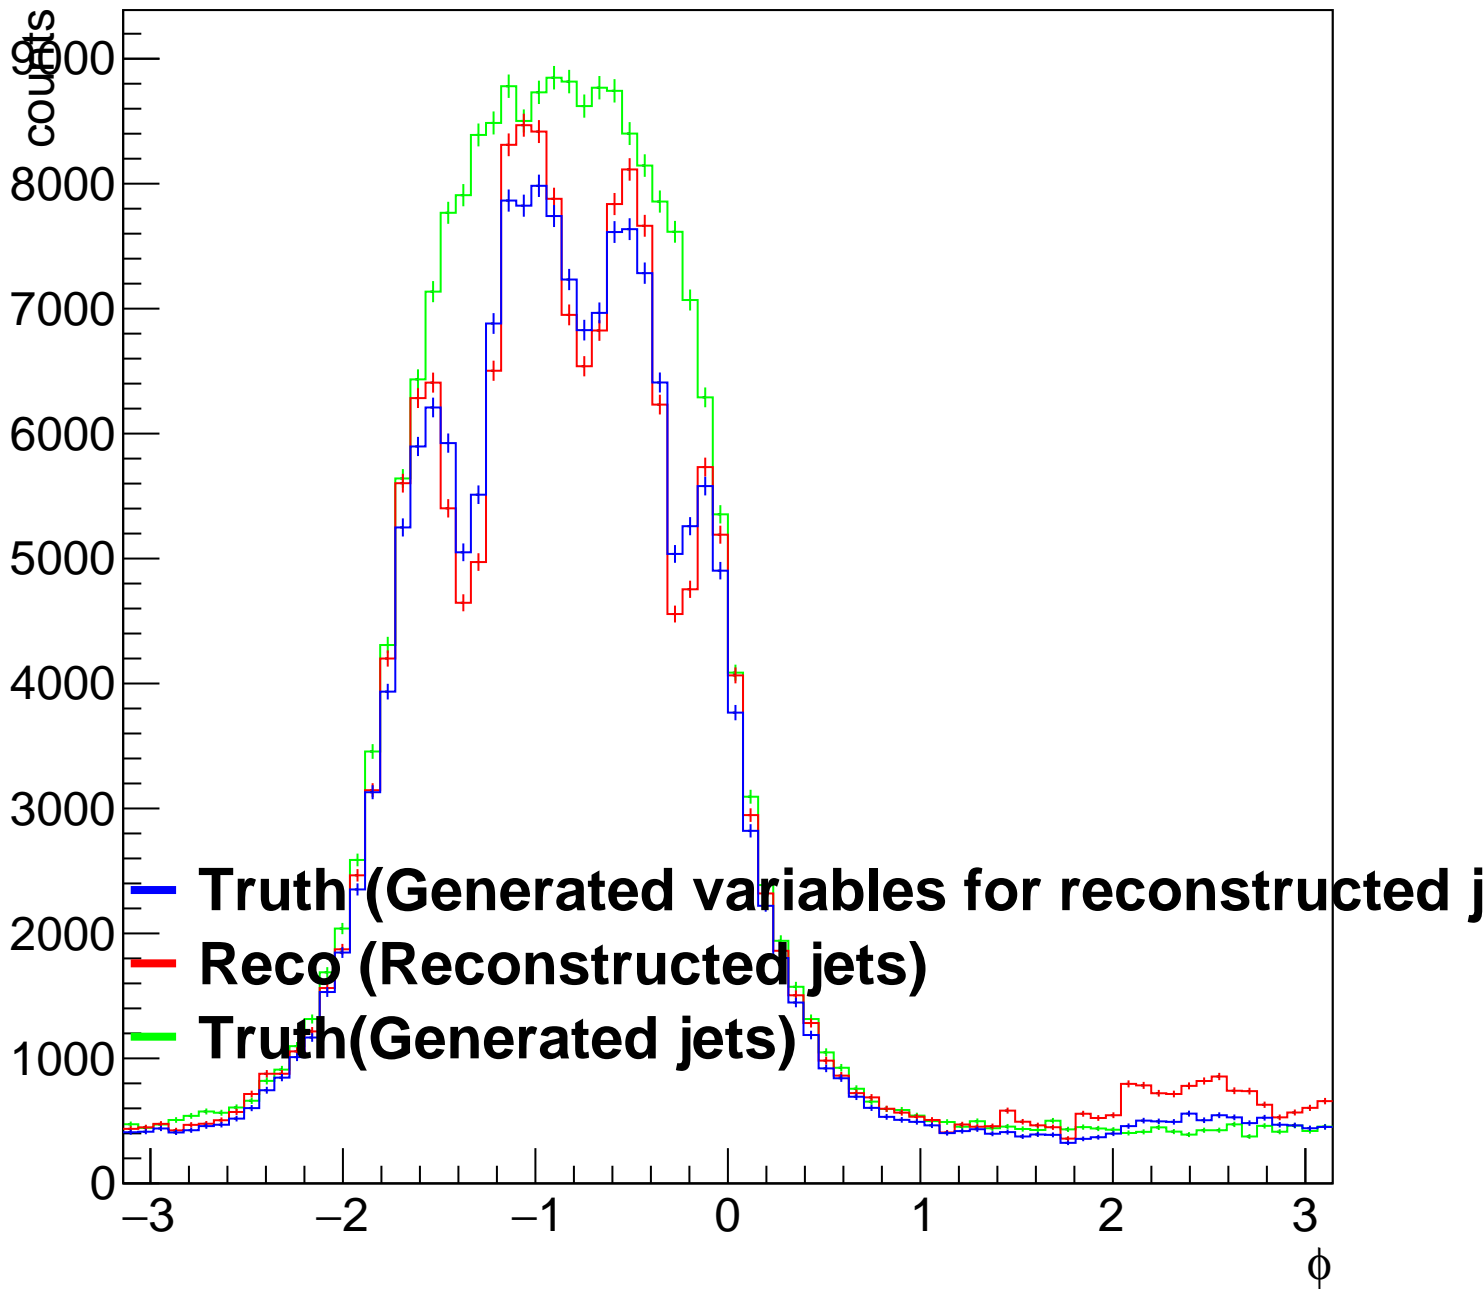 counts
9000
8000
7000
6000
5000
4000
3000
2000
1000
0
Truth (Generated variables for reconstructed j
Reco (Reconstructed jets)
Truth(Generated jets)
−3 −2 −1 0 1 2 3
ϕ